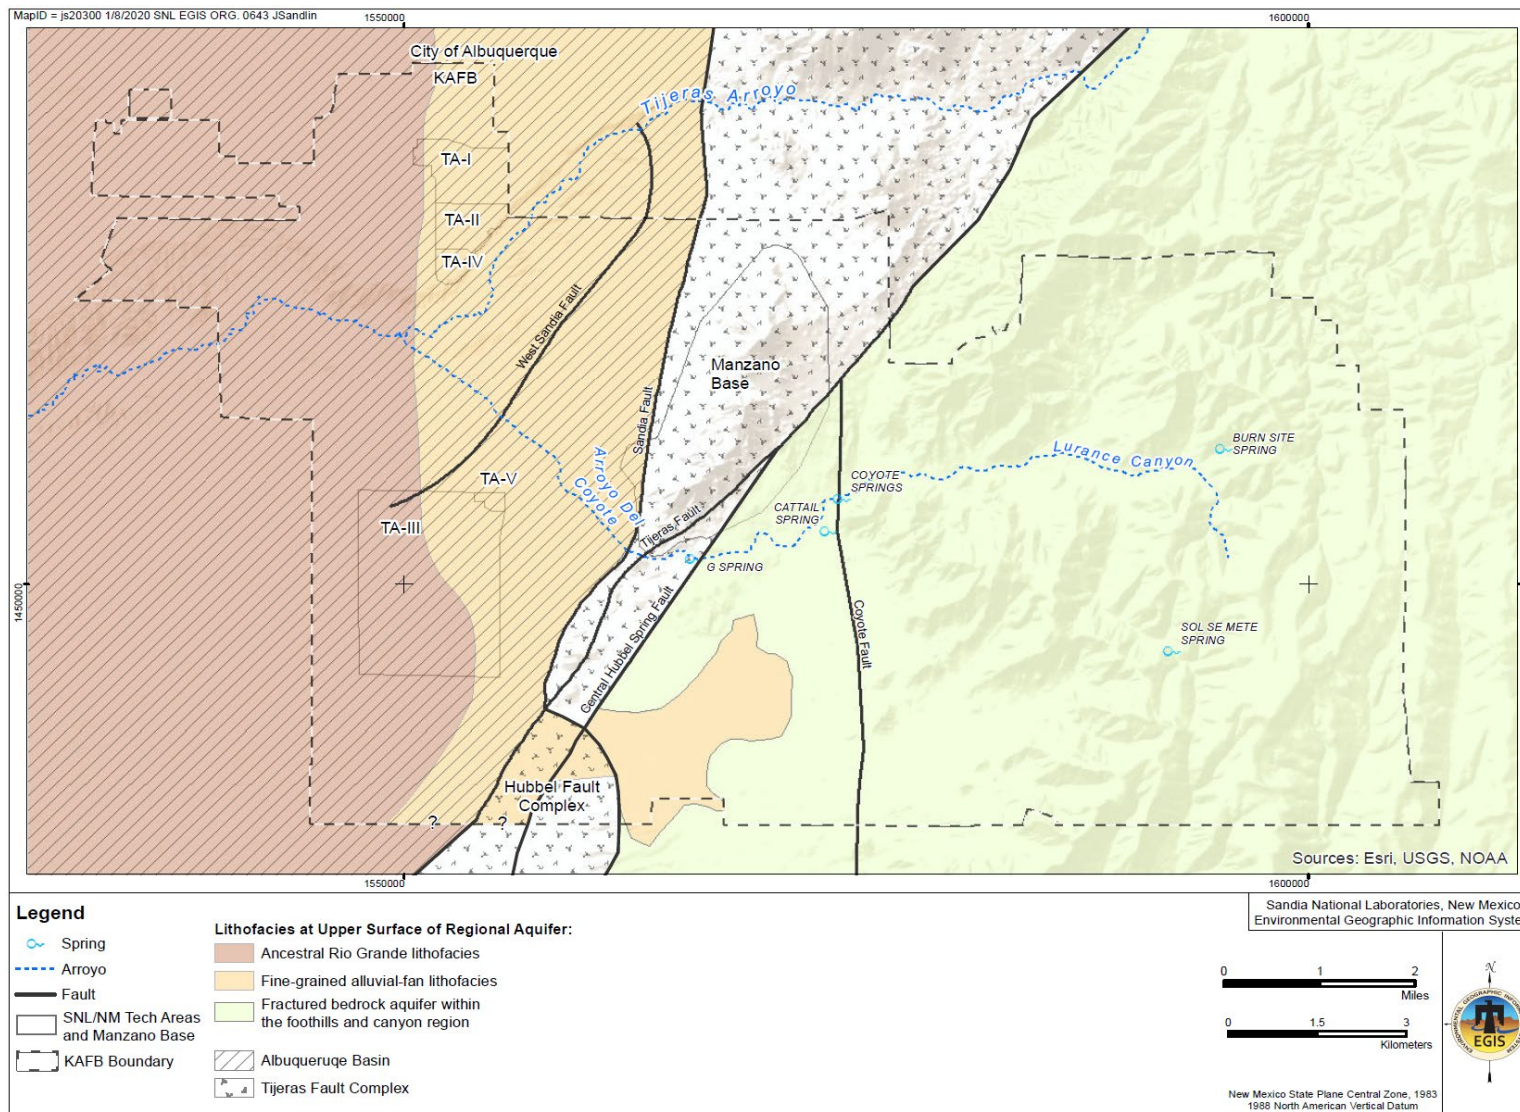 MapID = js20300 1/8/2020 SNL EGIS ORG. 0643 JSandlin
1550000
1600000
City of Albuquerque
KAFB
Tijeras Arroyo
TA-I
TA-II
TA-IV
West Sandia Fault
Manzano
Base
Sandia Fault
Arroyo Del
Coyote
TA-V
TA-III
Tijeras Fault
G SPRING
CATTAIL
SPRING
COYOTE
SPRINGS
Lurance Canyon
BURN SITE
SPRING
SOL SE METE
SPRING
1450000
Central Hubbel Spring Fault
Coyote Fault
Hubbel Fault
Complex
?
?
Sources: Esri, USGS, NOAA
1550000
1600000
Legend
Spring
Arroyo
Fault
SNL/NM Tech Areas
and Manzano Base
KAFB Boundary
Lithofacies at Upper Surface of Regional Aquifer:
Ancestral Rio Grande lithofacies
Fine-grained alluvial-fan lithofacies
Fractured bedrock aquifer within
the foothills and canyon region
Albuqueruqe Basin
Tijeras Fault Complex
Sandia National Laboratories, New Mexico
Environmental Geographic Information Syste
0 1 2
Miles
0 1.5 3
Kilometers
N
EGIS
New Mexico State Plane Central Zone, 1983
1988 North American Vertical Datum